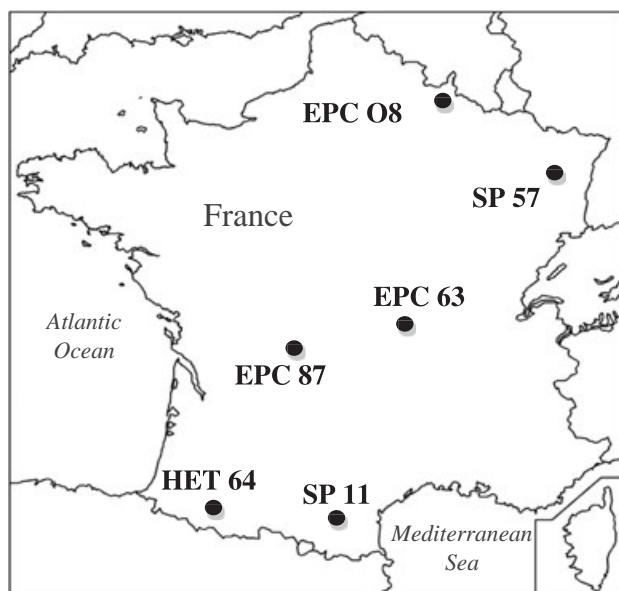 EPC O8
SP 57
France
EPC 63
Atlantic
Ocean
EPC 87
HET 64
SP 11
Mediterranean
Sea